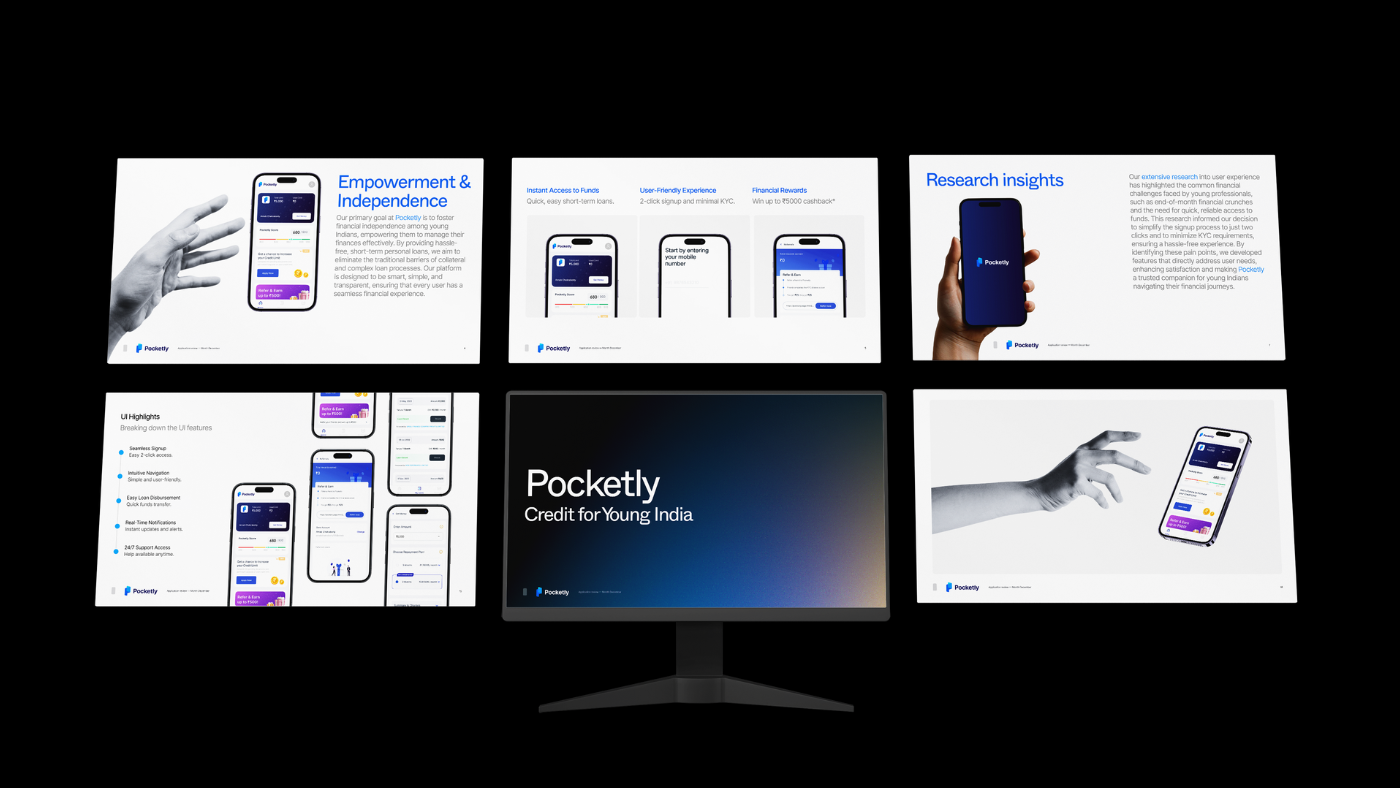 Empowerment &
Independence
Our primary goal at Pocketly is to foster
financial independence among young
Indians, empowering them to manage their
finances effectively. By providing hassle-
free, short-term personal loans, we aim to
eliminate the traditional barriers of collateral
and complex loan processes. Our platform
is designed to be smart, simple, and
transparent, ensuring that every user has a
seamless financial experience.
Pocketly
Refer & Earn
up to ₹500!
Pocketly
Instant Access to Funds
Quick, easy short-term loans.
User-Friendly Experience
2-click signup and minimal KYC.
Financial Rewards
Win up to ₹5000 cashback*
Pocketly
Start by entering
your mobile
number
Refer & Earn
Pocketly
Research insights
Pocketly
Our extensive research into user experience
has highlighted the common financial
challenges faced by young professionals,
such as end-of-month financial crunches
and the need for quick, reliable access to
funds. This research informed our decision
to simplify the signup process to just two
clicks and to minimize KYC requirements,
ensuring a hassle-free experience. By
identifying these pain points, we developed
features that directly address user needs,
enhancing satisfaction and making Pocketly
a trusted companion for young Indians
navigating their financial journeys.
Pocketly
UI Highlights
Breaking down the UI features
Seamless Signup
Easy 2-click access.
Intuitive Navigation
Simple and user-friendly.
Easy Loan Disbursement
Quick funds transfer.
Real-Time Notifications
Instant updates and alerts.
24/7 Support Access
Help available anytime.
Refer & Earn
up to ₹500!
Pocketly
Refer & Earn
up to ₹500!
Pocketly
Pocketly
Credit for Young India
Pocketly
Pocketly
Refer & Earn
up to ₹500!
Pocketly